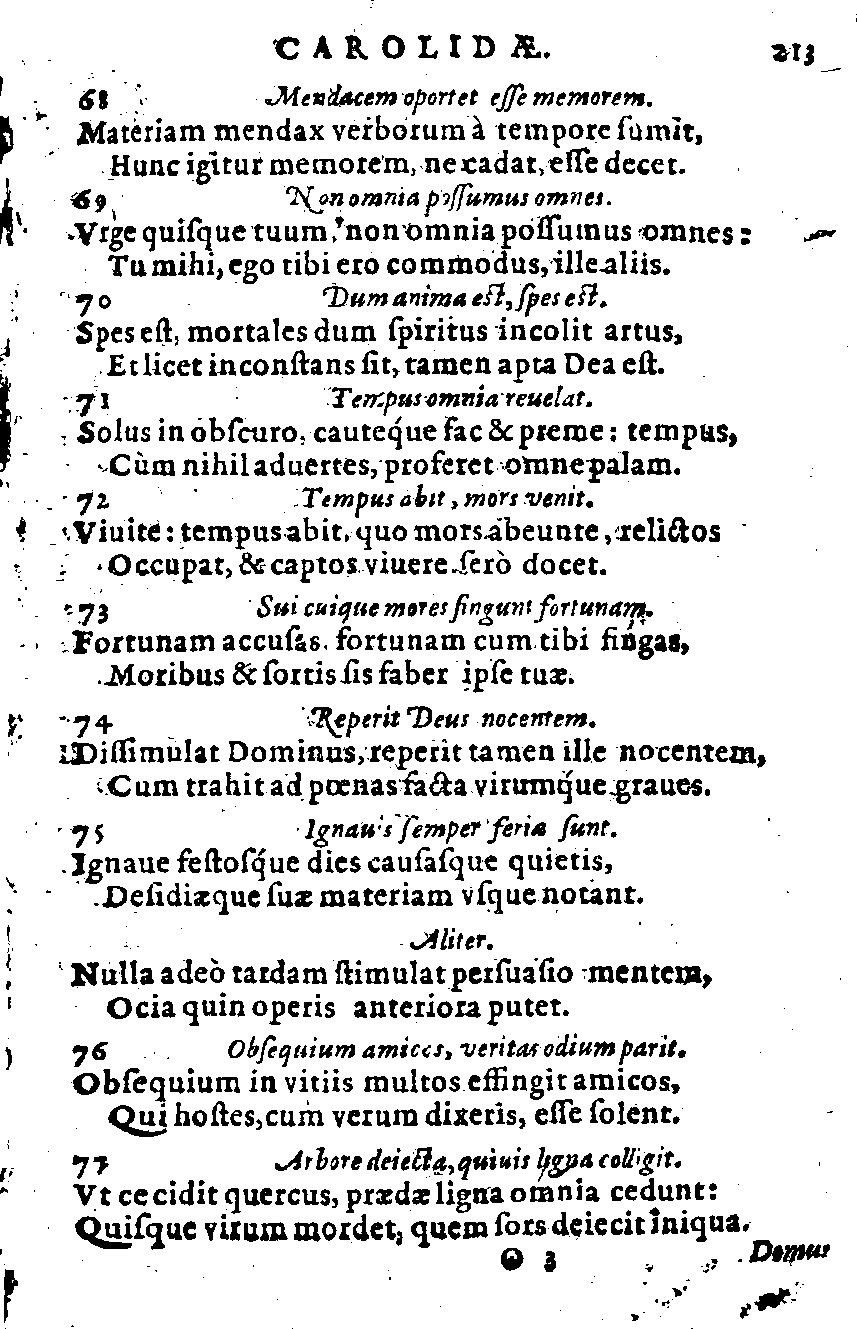 CAROLIDÆ. 213
68 Mendacem oportet eſſe memorem.
Materiam mendax verborum à tempore ſumit,
Hunc igitur memorem, ne cadat, eſſe decet.
69 Non omnia poſſumus omnes.
Vrge quiſque tuum, non omnia poſſumus omnes:
Tu mihi, ego tibi ero commodus, ille aliis.
70 Dum anima eſt, ſpes eſt.
Spes eſt, mortales dum ſpiritus incolit artus,
Et licet inconſtans ſit, tamen apta Dea eſt.
71 Tempus omnia reuelat.
Solus in obſcuro, cauteq́ue fac & preme: tempus,
Cùm nihil aduertes, proferet omne palam.
72 Tempus abit, mors venit.
Viuite: tempus abit, quo mors abeunte, relictos
Occupat, & captos viuere ſerò docet.
73 Sui cuique mores fingunt fortunam.
Fortunam accuſas, fortunam cum tibi fingas,
Moribus & ſortis ſis faber ipſe tuæ.
74 Reperit Deus nocentem.
Diſſimulat Dominus, reperit tamen ille nocentem,
Cum trahit ad pœnas facta virumq́ue graues.
75 Ignauis ſemper feria ſunt.
Ignaue feſtoſq́ue dies cauſaſque quietis,
Deſidiæque ſuæ materiam vſque notant.
Aliter.
Nulla adeò tardam ſtimulat perſuaſio mentem,
Ocia quin operis anteriora putet.
76 Obſequium amicos, veritas odium parit.
Obſequium in vitiis multos effingit amicos,
Qui hoſtes, cum verum dixeris, eſſe ſolent.
77 Arbore deiecta, quiuis ligna colligit.
Vt cecidit quercus, prædæ ligna omnia cedunt:
Quiſque virum mordet, quem ſors deiecit iniqua.
O 3 Domus